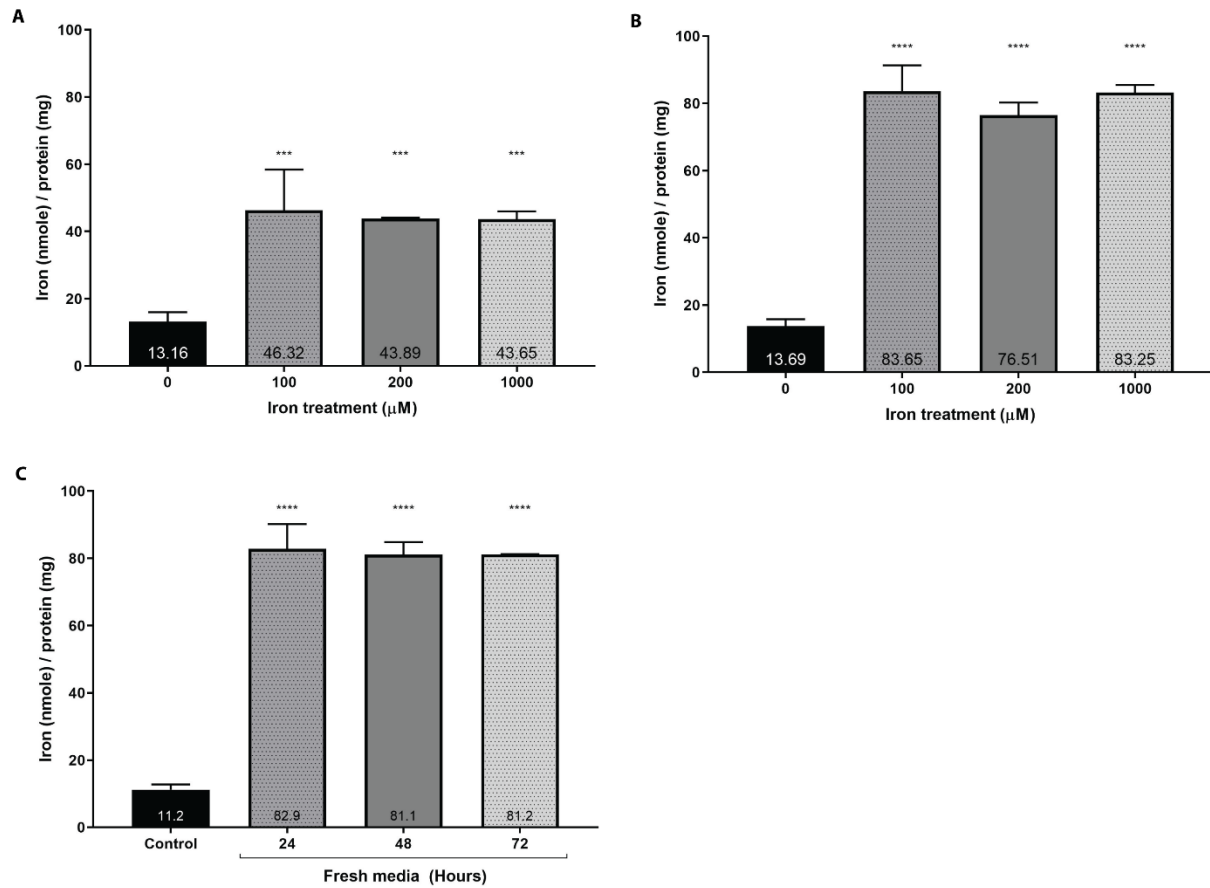 A
Iron (nmole) / protein (mg)
100
80
60
40
20
0
*** *** ***
13.16 46.32 43.89 43.65
0 100 200 1000
Iron treatment (μM)
B
Iron (nmole) / protein (mg)
100
80
60
40
20
0
**** **** ****
13.69 83.65 76.51 83.25
0 100 200 1000
Iron treatment (μM)
C
Iron (nmole) / protein (mg)
100
80
60
40
20
0
**** **** ****
11.2 82.9 81.1 81.2
Control 24 48 72
Fresh media (Hours)